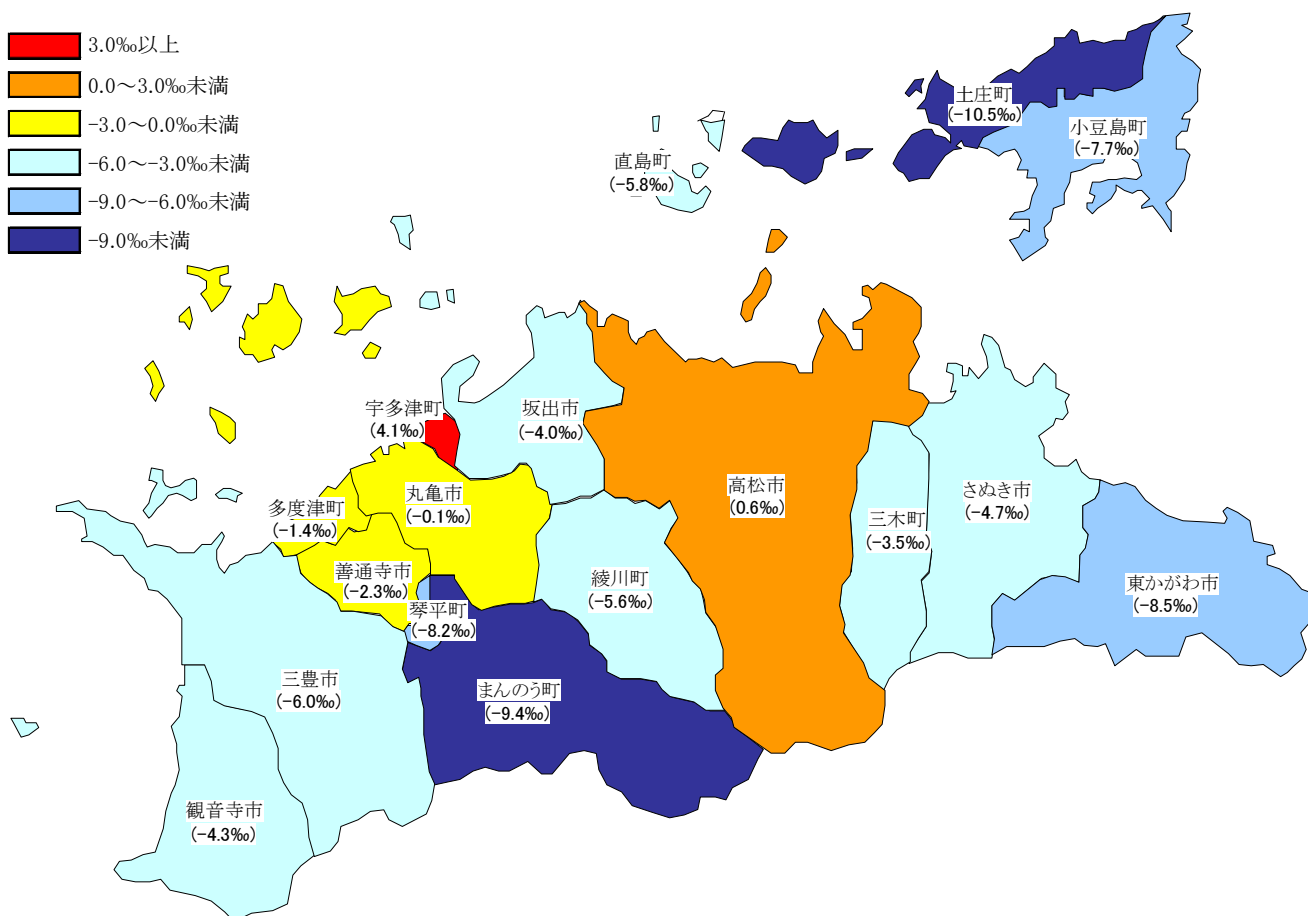 3.0‰以上
0.0～3.0‰未満
-3.0～0.0‰未満
-6.0～-3.0‰未満
-9.0～-6.0‰未満
-9.0‰未満
土庄町
(-10.5‰)
小豆島町
(-7.7‰)
直島町
(-5.8‰)
宇多津町
(4.1‰)
坂出市
(-4.0‰)
高松市
(0.6‰)
丸亀市
(-0.1‰)
多度津町
(-1.4‰)
さぬき市
(-4.7‰)
三木町
(-3.5‰)
善通寺市
(-2.3‰)
綾川町
(-5.6‰)
東かがわ市
(-8.5‰)
琴平町
(-8.2‰)
三豊市
(-6.0‰)
まんのう町
(-9.4‰)
観音寺市
(-4.3‰)